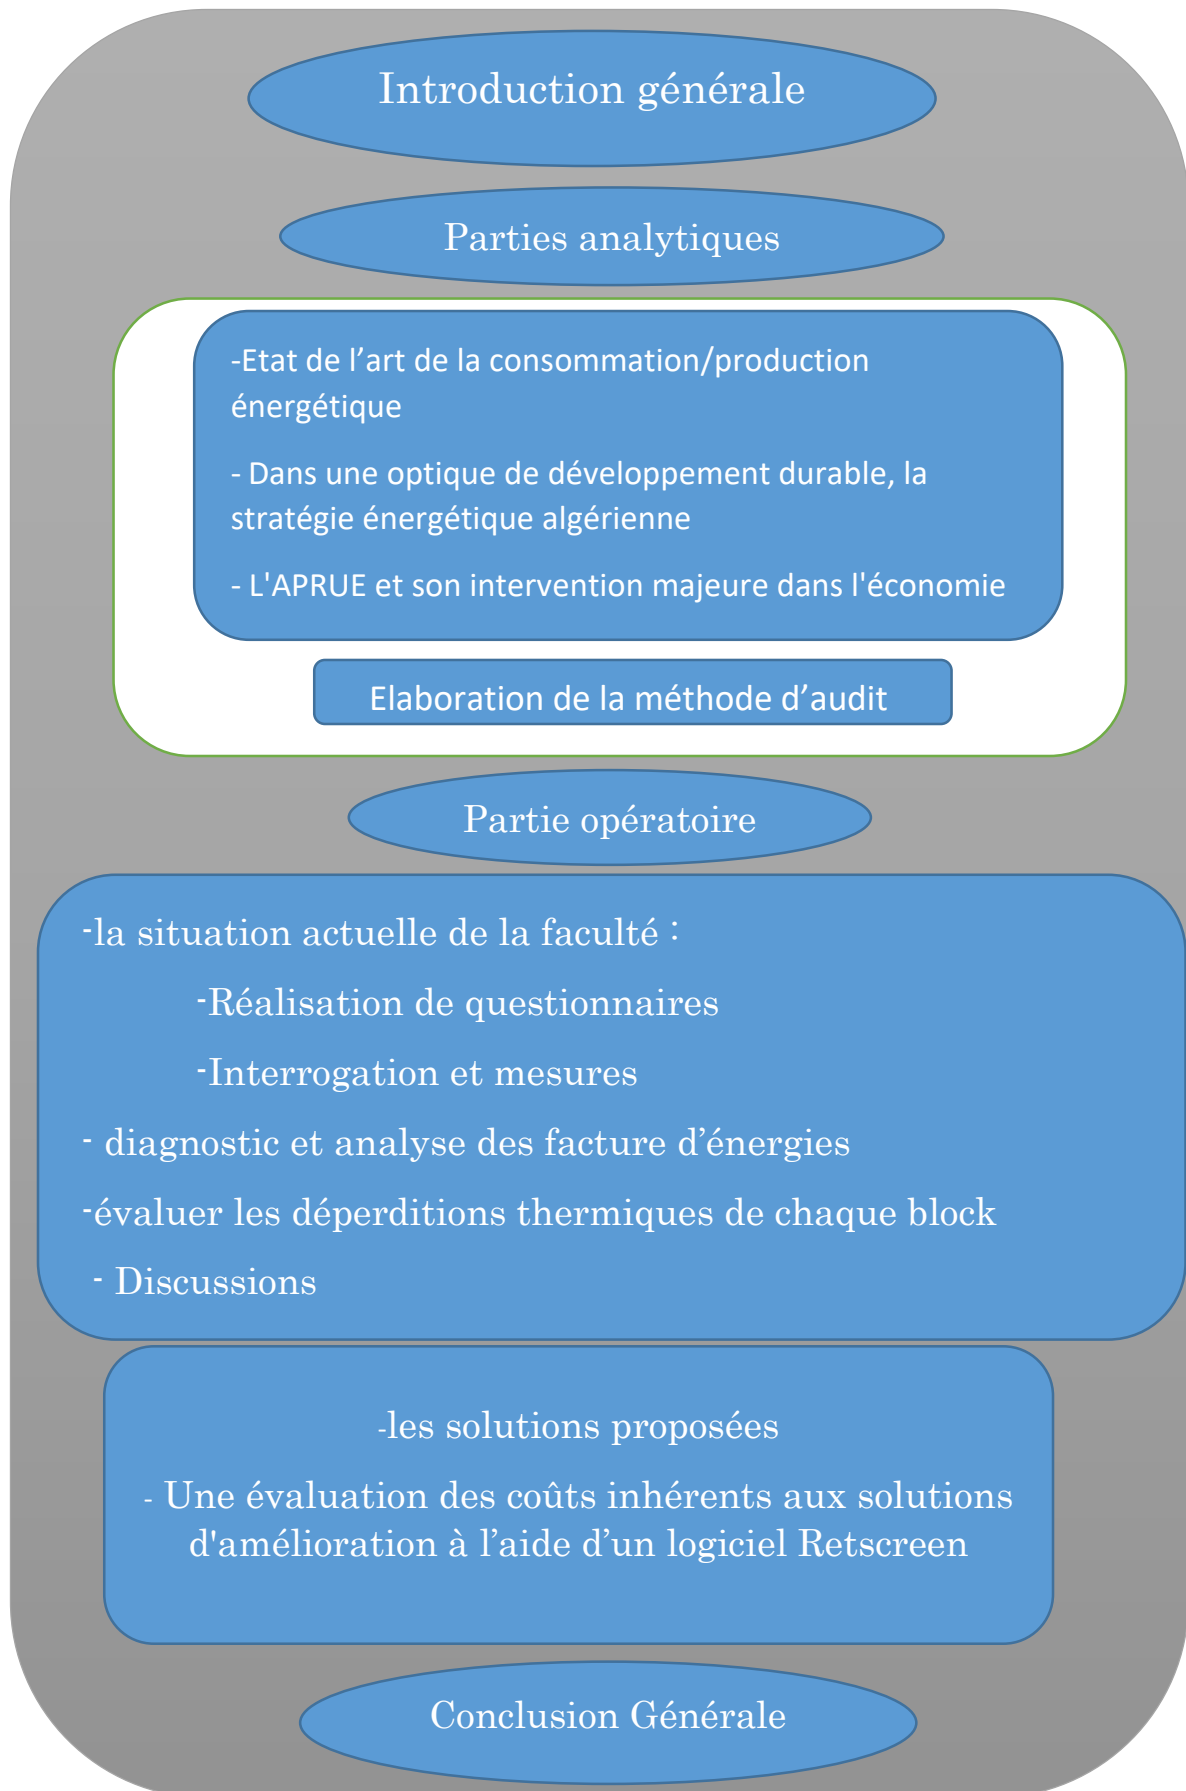 Introduction générale
Parties analytiques
-Etat de l’art de la consommation/production
énergétique
- Dans une optique de développement durable, la
stratégie énergétique algérienne
- L'APRUE et son intervention majeure dans l'économie
Elaboration de la méthode d’audit
Partie opératoire
-la situation actuelle de la faculté :
-Réalisation de questionnaires
-Interrogation et mesures
- diagnostic et analyse des facture d’énergies
-évaluer les déperditions thermiques de chaque block
- Discussions
-les solutions proposées
- Une évaluation des coûts inhérents aux solutions
d'amélioration à l’aide d’un logiciel Retscreen
Conclusion Générale